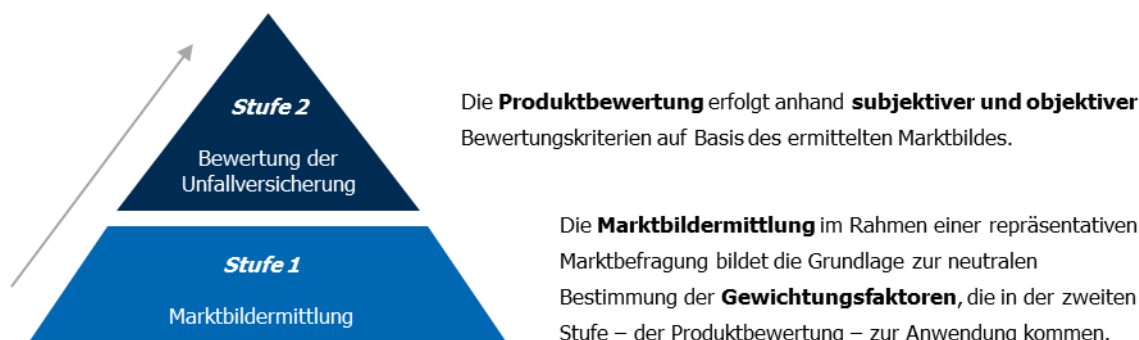 Stufe 2
Bewertung der
Unfallversicherung
Die Produktbewertung erfolgt anhand subjektiver und objektiver
Bewertungskriterien auf Basis des ermittelten Marktbildes.
Stufe 1
Marktbildermittlung
Die Marktbildermittlung im Rahmen einer repräsentativen
Marktbefragung bildet die Grundlage zur neutralen
Bestimmung der Gewichtungsfaktoren, die in der zweiten
Stufe – der Produktbewertung – zur Anwendung kommen.